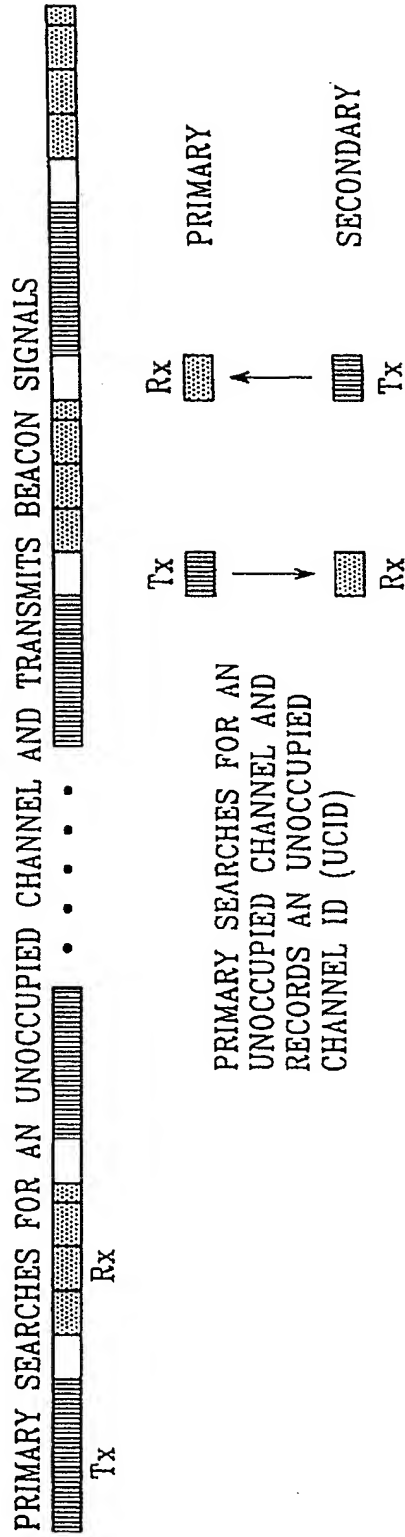 PRIMARY SEARCHES FOR AN UNOCCUPIED CHANNEL AND TRANSMITS BEACON SIGNALS
Tx
Rx
PRIMARY SEARCHES FOR AN
UNOCCUPIED CHANNEL AND
RECORDS AN UNOCCUPIED
CHANNEL ID (UCID)
Tx
Rx
PRIMARY
Rx
Tx
SECONDARY